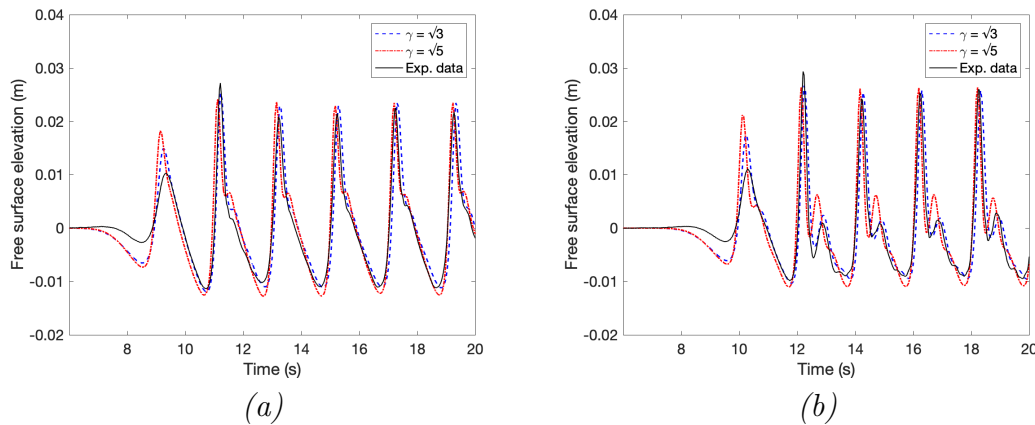 0.04
0.03
0.02
0.01
0
-0.01
-0.02
Free surface elevation (m)
8 10 12 14 16 18 20
Time (s)
γ = √3
γ = √5
Exp. data
(a)
0.04
0.03
0.02
0.01
0
-0.01
-0.02
Free surface elevation (m)
8 10 12 14 16 18 20
Time (s)
γ = √3
γ = √5
Exp. data
(b)